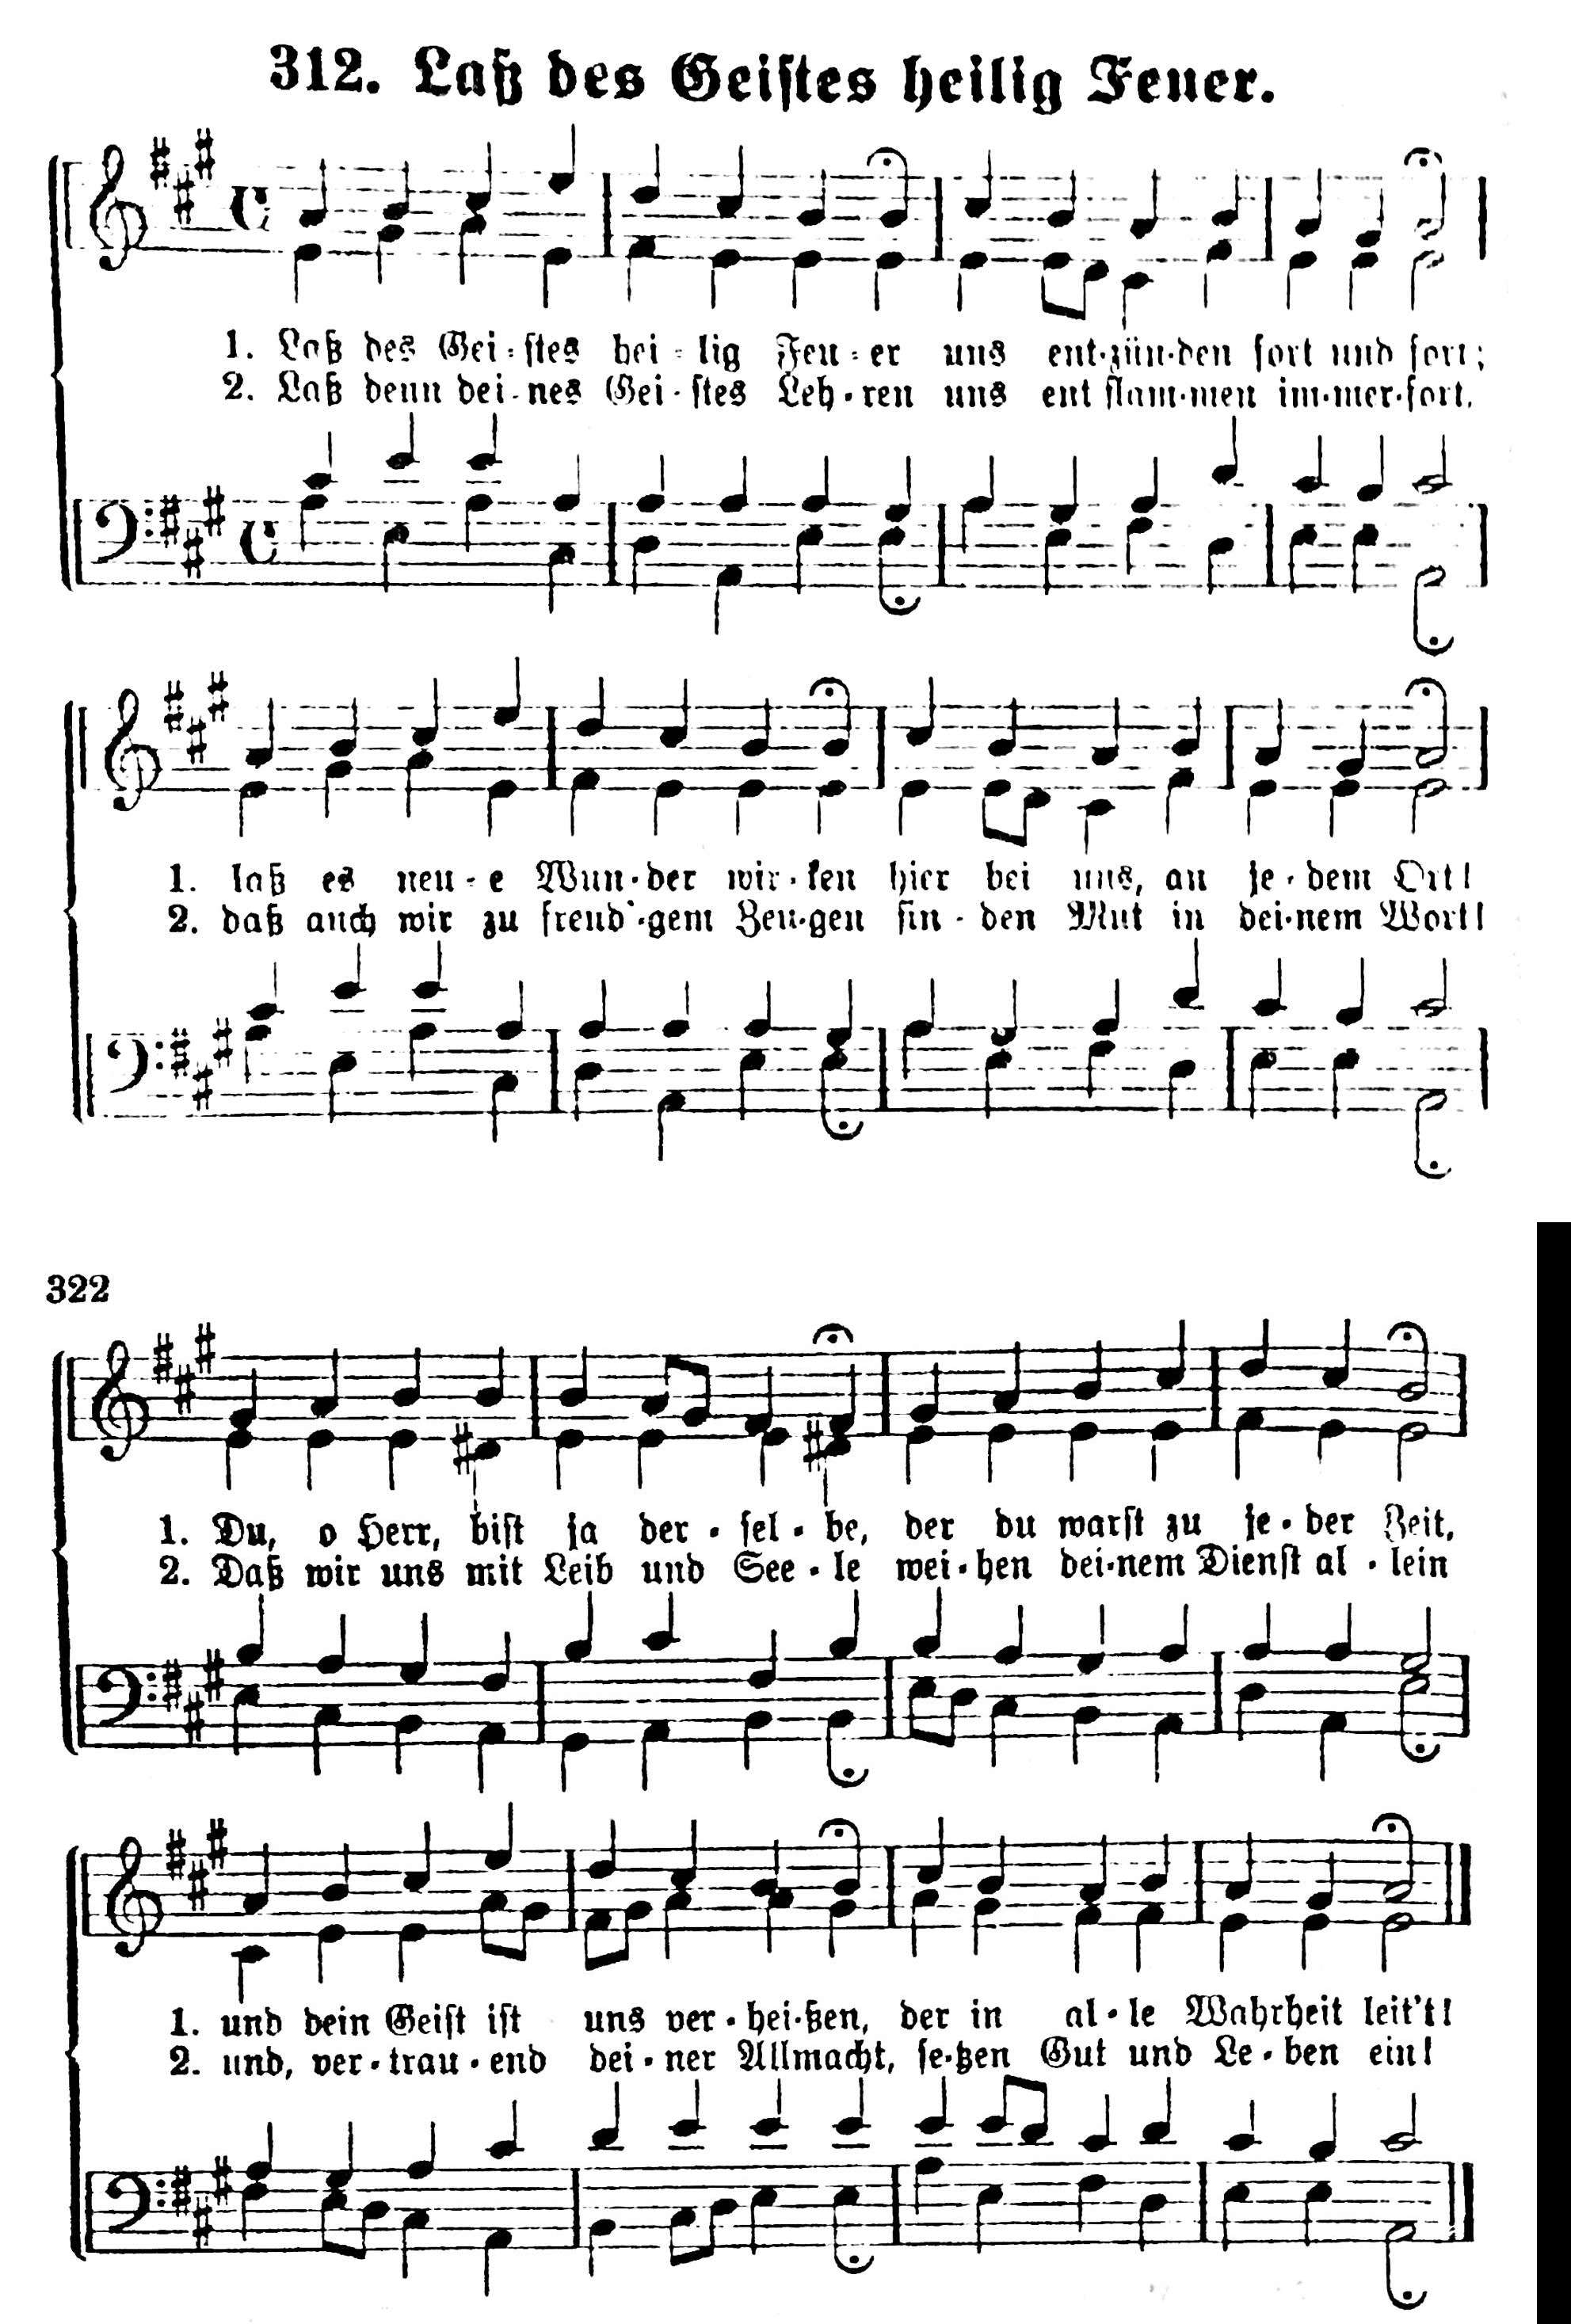 312. Laß des Geistes heilig Feuer.
1. Laß des Gei-stes hei-lig Feu-er uns ent-zün-den fort und fort;
2. Laß denn dei-nes Gei-stes Leh-ren uns ent flam-men im-mer-fort,
1. laß es neu-e Wun-der wir-ken hier bei uns, an je-dem Ort!
2. daß auch wir zu freud'-gem Zeu-gen fin-den Mut in dei-nem Wort!
322
1. Du, o Herr, bist ja der-sel-be, der du warst zu je-der Zeit,
2. Daß wir uns mit Leib und See-le wei-hen dei-nem Dienst al-lein
1. und dein Geist ist uns ver-hei-ßen, der in al-le Wahrheit leit't!
2. und, ver-trau-end dei-ner Allmacht, se-tzen Gut und Le-ben ein!